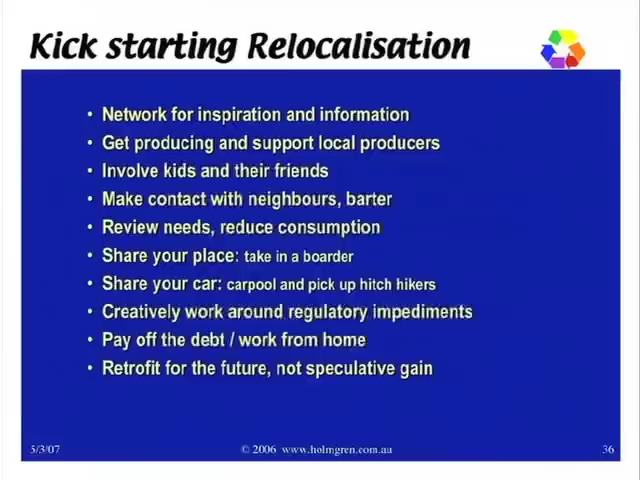 Kick starting Relocalisation
• Network for inspiration and information
• Get producing and support local producers
• Involve kids and their friends
• Make contact with neighbours, barter
• Review needs, reduce consumption
• Share your place: take in a boarder
• Share your car: carpool and pick up hitch hikers
• Creatively work around regulatory impediments
• Pay off the debt / work from home
• Retrofit for the future, not speculative gain
5/3/07 © 2006 www.holmgren.com.au 36